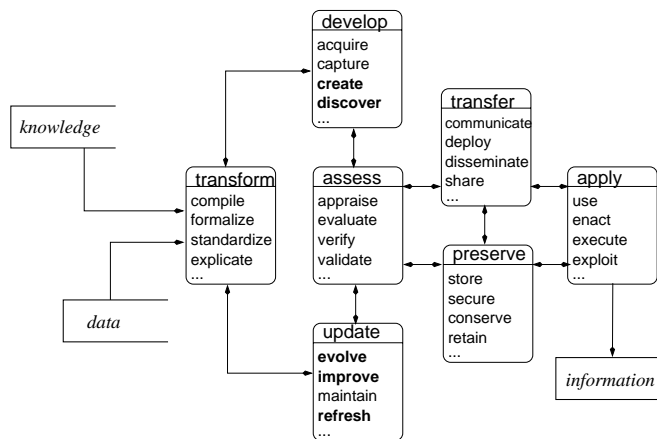 develop
acquire
capture
create
discover
...
knowledge
data
transform
compile
formalize
standardize
explicate
...
assess
appraise
evaluate
verify
validate
...
update
evolve
improve
maintain
refresh
...
transfer
communicate
deploy
disseminate
share
...
preserve
store
secure
conserve
retain
...
apply
use
enact
execute
exploit
...
information